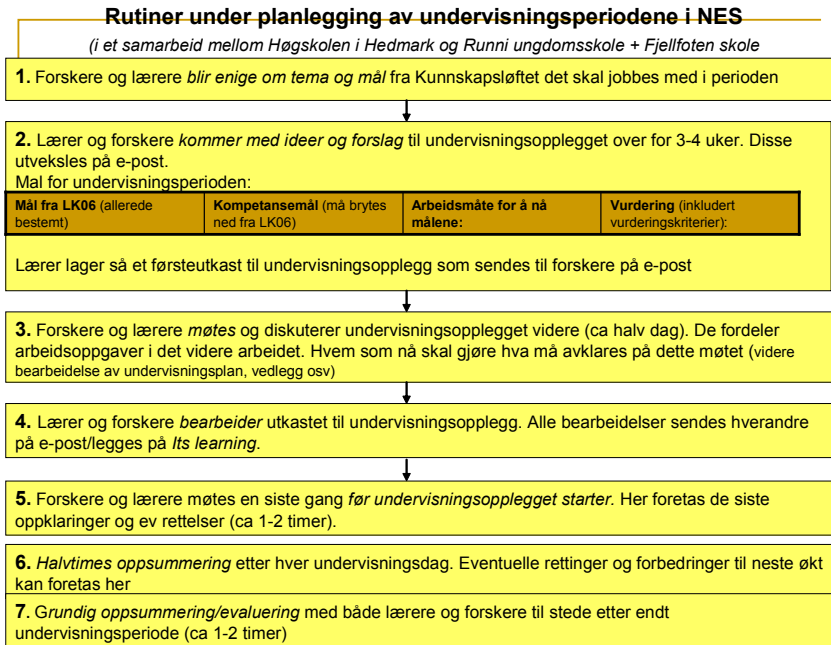 Rutiner under planlegging av undervisningsperiodene i NES
(i et samarbeid mellom Høgskolen i Hedmark og Runni ungdomsskole + Fjellfoten skole
1. Forskere og lærere blir enige om tema og mål fra Kunnskapsløftet det skal jobbes med i perioden
2. Lærer og forskere kommer med ideer og forslag til undervisningsopplegget over for 3-4 uker. Disse
utveksles på e-post.
Mal for undervisningsperioden:
Mål fra LK06 (allerede
bestemt)
Kompetansemål (må brytes
ned fra LK06)
Arbeidsmåte for å nå
målene:
Vurdering (inkludert
vurderingskriterier):
Lærer lager så et førsteutkast til undervisningsopplegg som sendes til forskere på e-post
3. Forskere og lærere møtes og diskuterer undervisningsopplegget videre (ca halv dag). De fordeler
arbeidsoppgaver i det videre arbeidet. Hvem som nå skal gjøre hva må avklares på dette møtet (videre
bearbeidelse av undervisningsplan, vedlegg osv)
4. Lærer og forskere bearbeider utkastet til undervisningsopplegg. Alle bearbeidelser sendes hverandre
på e-post/legges på Its learning.
5. Forskere og lærere møtes en siste gang før undervisningsopplegget starter. Her foretas de siste
oppklaringer og ev rettelser (ca 1-2 timer).
6. Halvtimes oppsummering etter hver undervisningsdag. Eventuelle rettinger og forbedringer til neste økt
kan foretas her
7. Grundig oppsummering/evaluering med både lærere og forskere til stede etter endt
undervisningsperiode (ca 1-2 timer)